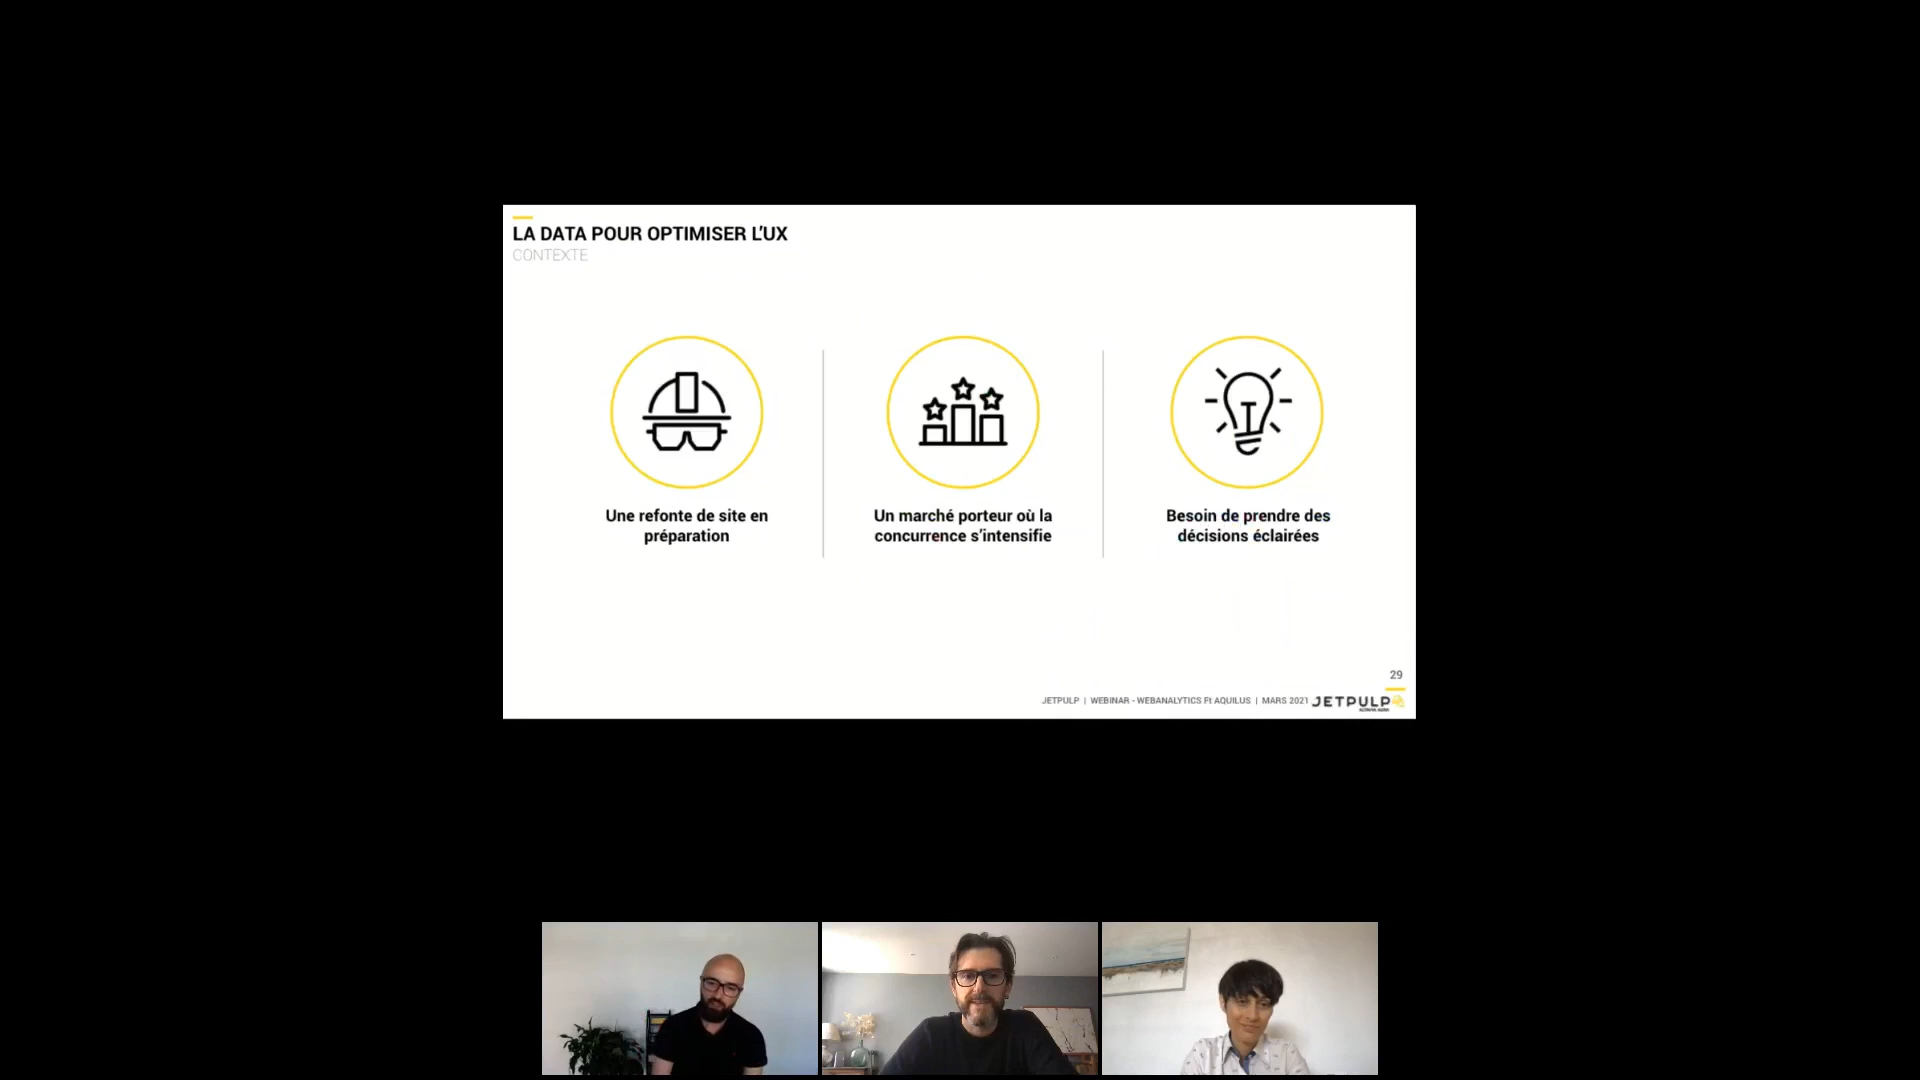 LA DATA POUR OPTIMISER L'UX
CONTEXTE
Une refonte de site en
préparation
Un marché porteur où la
concurrence s'intensifie
Besoin de prendre des
décisions éclairées
29
JETPULP | WEBINAR - WEBANALYTICS Ft AQUILUS | MARS 2021
JETPULP